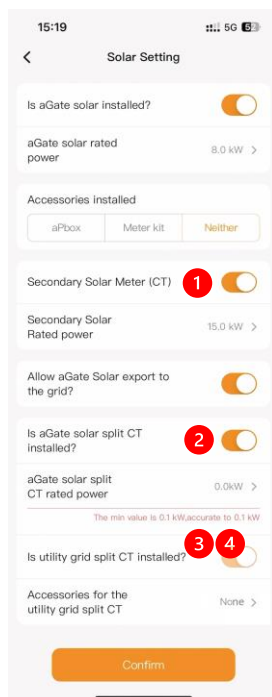 15:19 5G 52
Solar Setting
Is aGate solar installed?
aGate solar rated
power
8.0 kW
Accessories installed
aPbox Meter kit Neither
Secondary Solar Meter (CT) 1
Secondary Solar
Rated power
15.0 kW
Allow aGate Solar export to
the grid?
Is aGate solar split CT
installed?
2
aGate solar split
CT rated power
0.0kW
The min value is 0.1 kW,accurate to 0.1 kW
3 4
Is utility grid split CT installed?
Accessories for the
utility grid split CT
None
Confirm